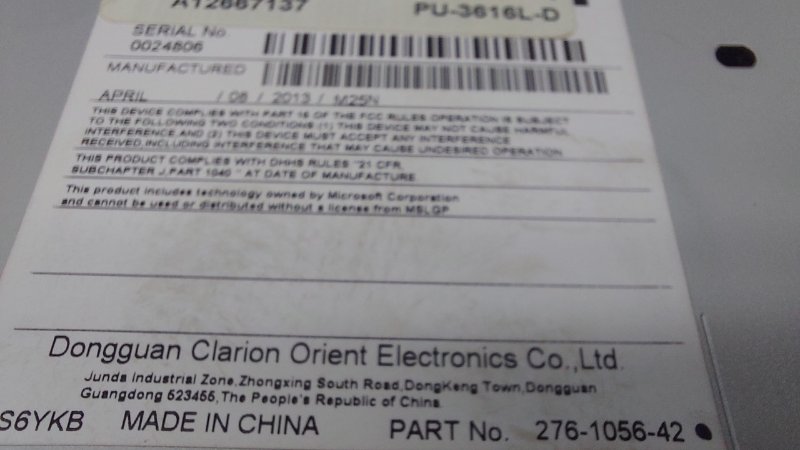 A12667137 PU-3616L-D
SERIAL No.
0024806
MANUFACTURED
APRIL / 08 / 2013 / M25N
THIS DEVICE COMPLIES WITH PART 15 OF THE FCC RULES OPERATION IS SUBJECT
TO THE FOLLOWING TWO CONDITIONS (1) THIS DEVICE MAY NOT CAUSE HARMFUL
INTERFERENCE AND (2) THIS DEVICE MUST ACCEPT ANY INTERFERENCE
RECEIVED,INCLUDING INTERFERENCE THAT MAY CAUSE UNDESIRED OPERATION
THIS PRODUCT COMPLIES WITH DHHS RULES "21 CFR
SUBCHAPTER J,PART 1040 " AT DATE OF MANUFACTURE
This product includes technology owned by Microsoft Corporation
and cannot be used or distributed without a license from MSLGP
Dongguan Clarion Orient Electronics Co.,Ltd.
Junda Industrial Zone,Zhongxing South Road,DongKeng Town,Dongguan
Guangdong 523455,The People's Republic of China
S6YKB MADE IN CHINA PART No. 276-1056-42